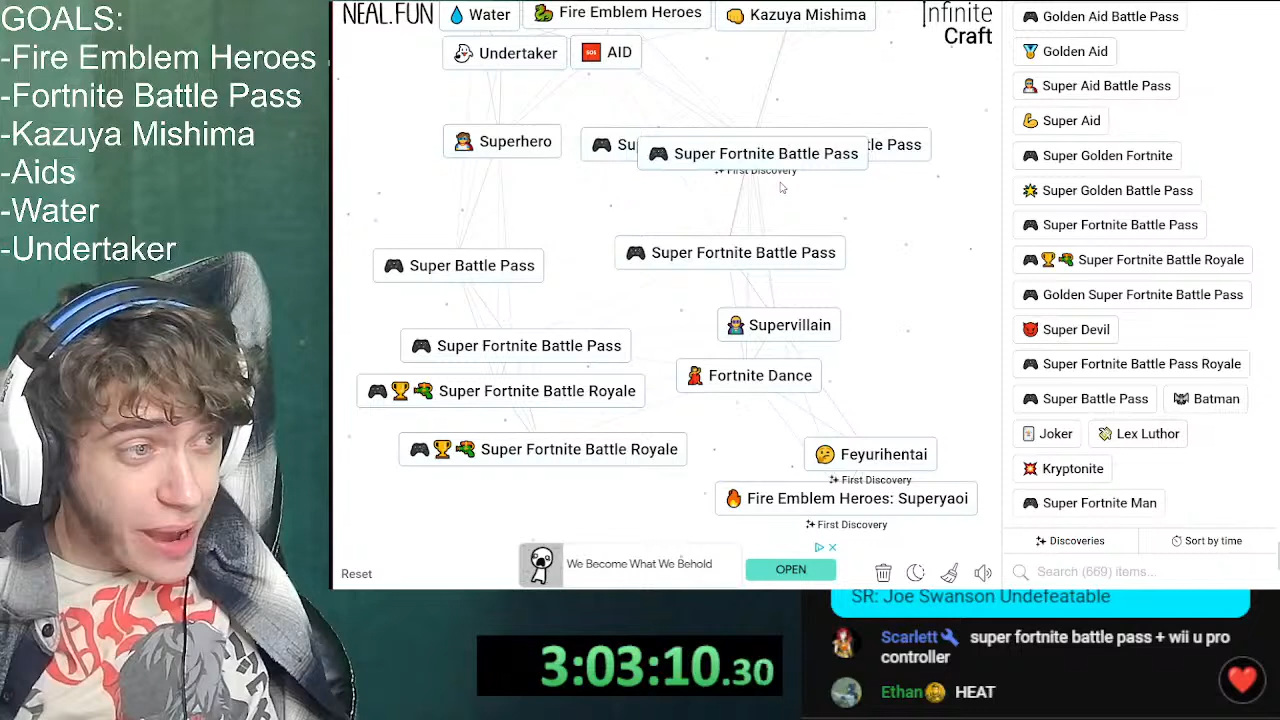 GOALS:
-Fire Emblem Heroes
-Fortnite Battle Pass
-Kazuya Mishima
-Aids
-Water
-Undertaker
NEAL.FUN
Water
Fire Emblem Heroes
Kazuya Mishima
Infinite
Craft
Undertaker
SOS
AID
Superhero
Su
tle Pass
Super Fortnite Battle Pass
First Discovery
Super Battle Pass
Super Fortnite Battle Pass
Supervillain
Super Fortnite Battle Pass
Fortnite Dance
Super Fortnite Battle Royale
Super Fortnite Battle Royale
Feyurihentai
First Discovery
Fire Emblem Heroes: Superyaoi
First Discovery
We Become What We Behold
OPEN
Reset
Golden Aid Battle Pass
Golden Aid
Super Aid Battle Pass
Super Aid
Super Golden Fortnite
Super Golden Battle Pass
Super Fortnite Battle Pass
Super Fortnite Battle Royale
Golden Super Fortnite Battle Pass
Super Devil
Super Fortnite Battle Pass Royale
Super Battle Pass
Batman
Joker
Lex Luthor
Kryptonite
Super Fortnite Man
Discoveries
Sort by time
Search (669) items...
3:03:10.30
SR: Joe Swanson Undefeatable
Scarlett super fortnite battle pass + wii u pro
controller
Ethan HEAT